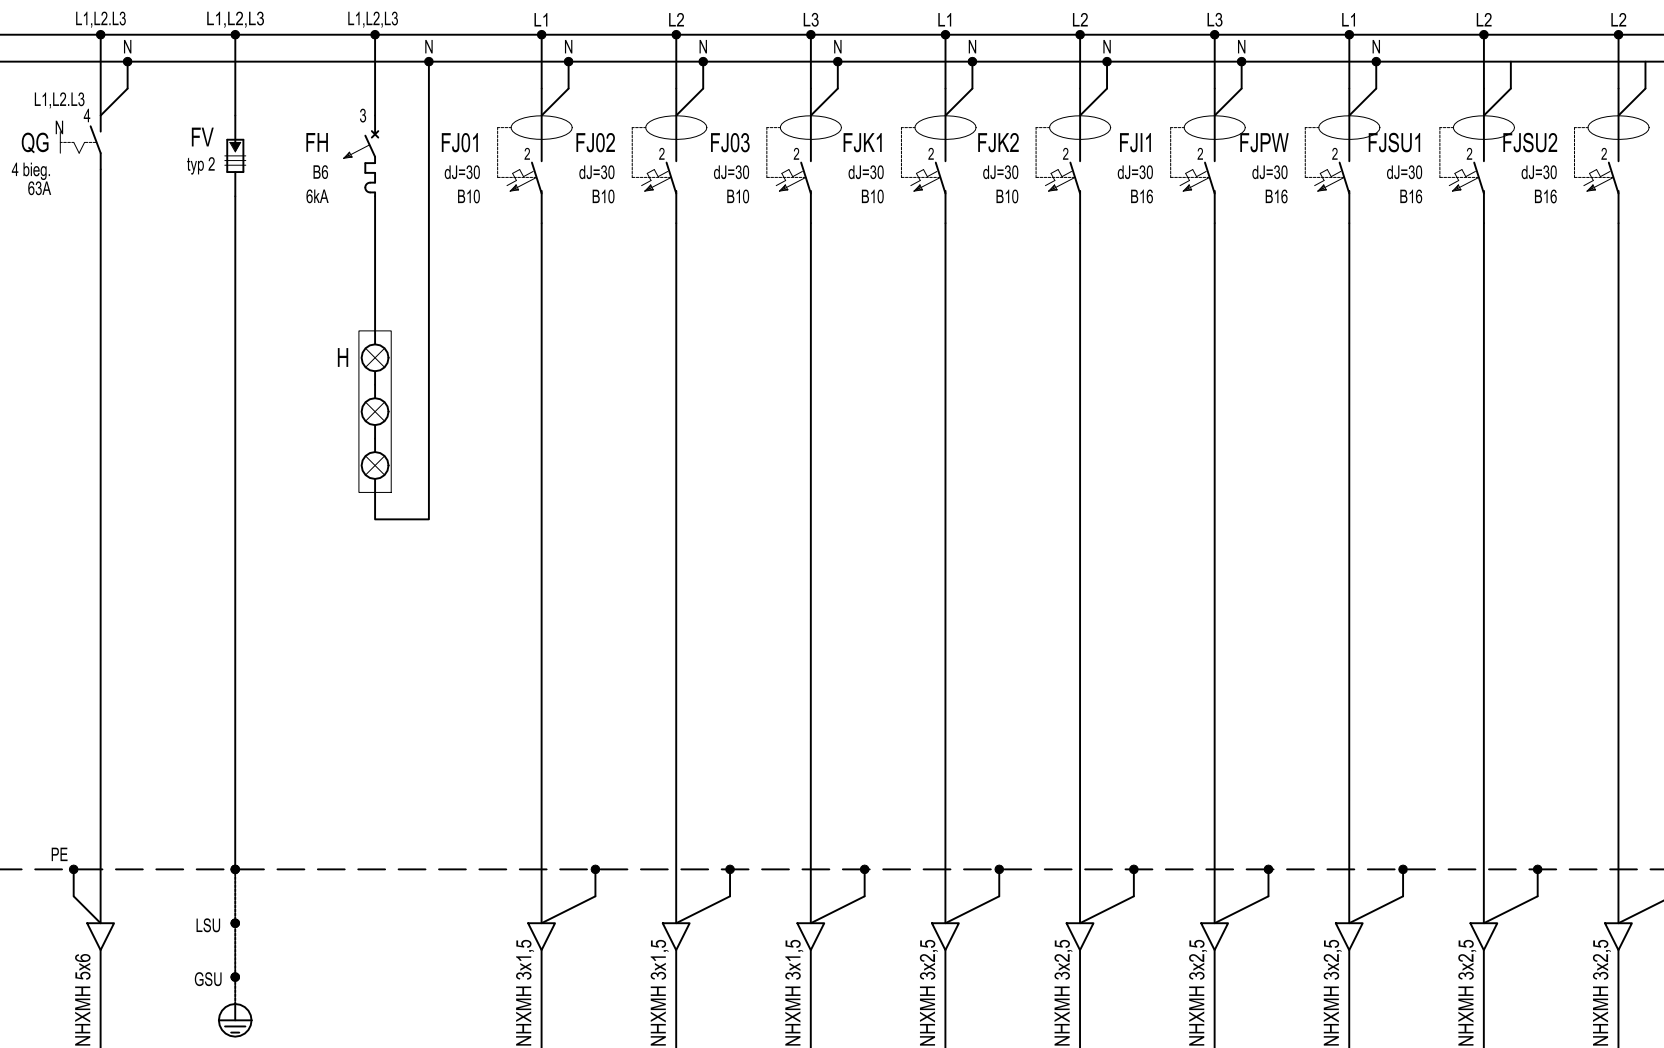 L1,L2.L3
L1,L2,L3
L1,L2,L3
L1
L2
L3
L1
L2
L3
L1
L2
L2
N
N
N
N
N
N
N
N
N
L1,L2.L3
4
N
QG
4 bieg.
63A
FV
typ 2
3
FH
B6
6kA
H
FJ01
2
dJ=30
B10
FJ02
2
dJ=30
B10
FJ03
2
dJ=30
B10
FJK1
2
dJ=30
B10
FJK2
2
dJ=30
B10
FJI1
2
dJ=30
B16
FJPW
2
dJ=30
B16
FJSU1
2
dJ=30
B16
FJSU2
2
dJ=30
B16
PE
LSU
GSU
NHXMH 5x6
NHXMH 3x1,5
NHXMH 3x1,5
NHXMH 3x1,5
NHXMH 3x2,5
NHXMH 3x2,5
NHXMH 3x2,5
NHXMH 3x2,5
NHXMH 3x2,5
NHXMH 3x2,5